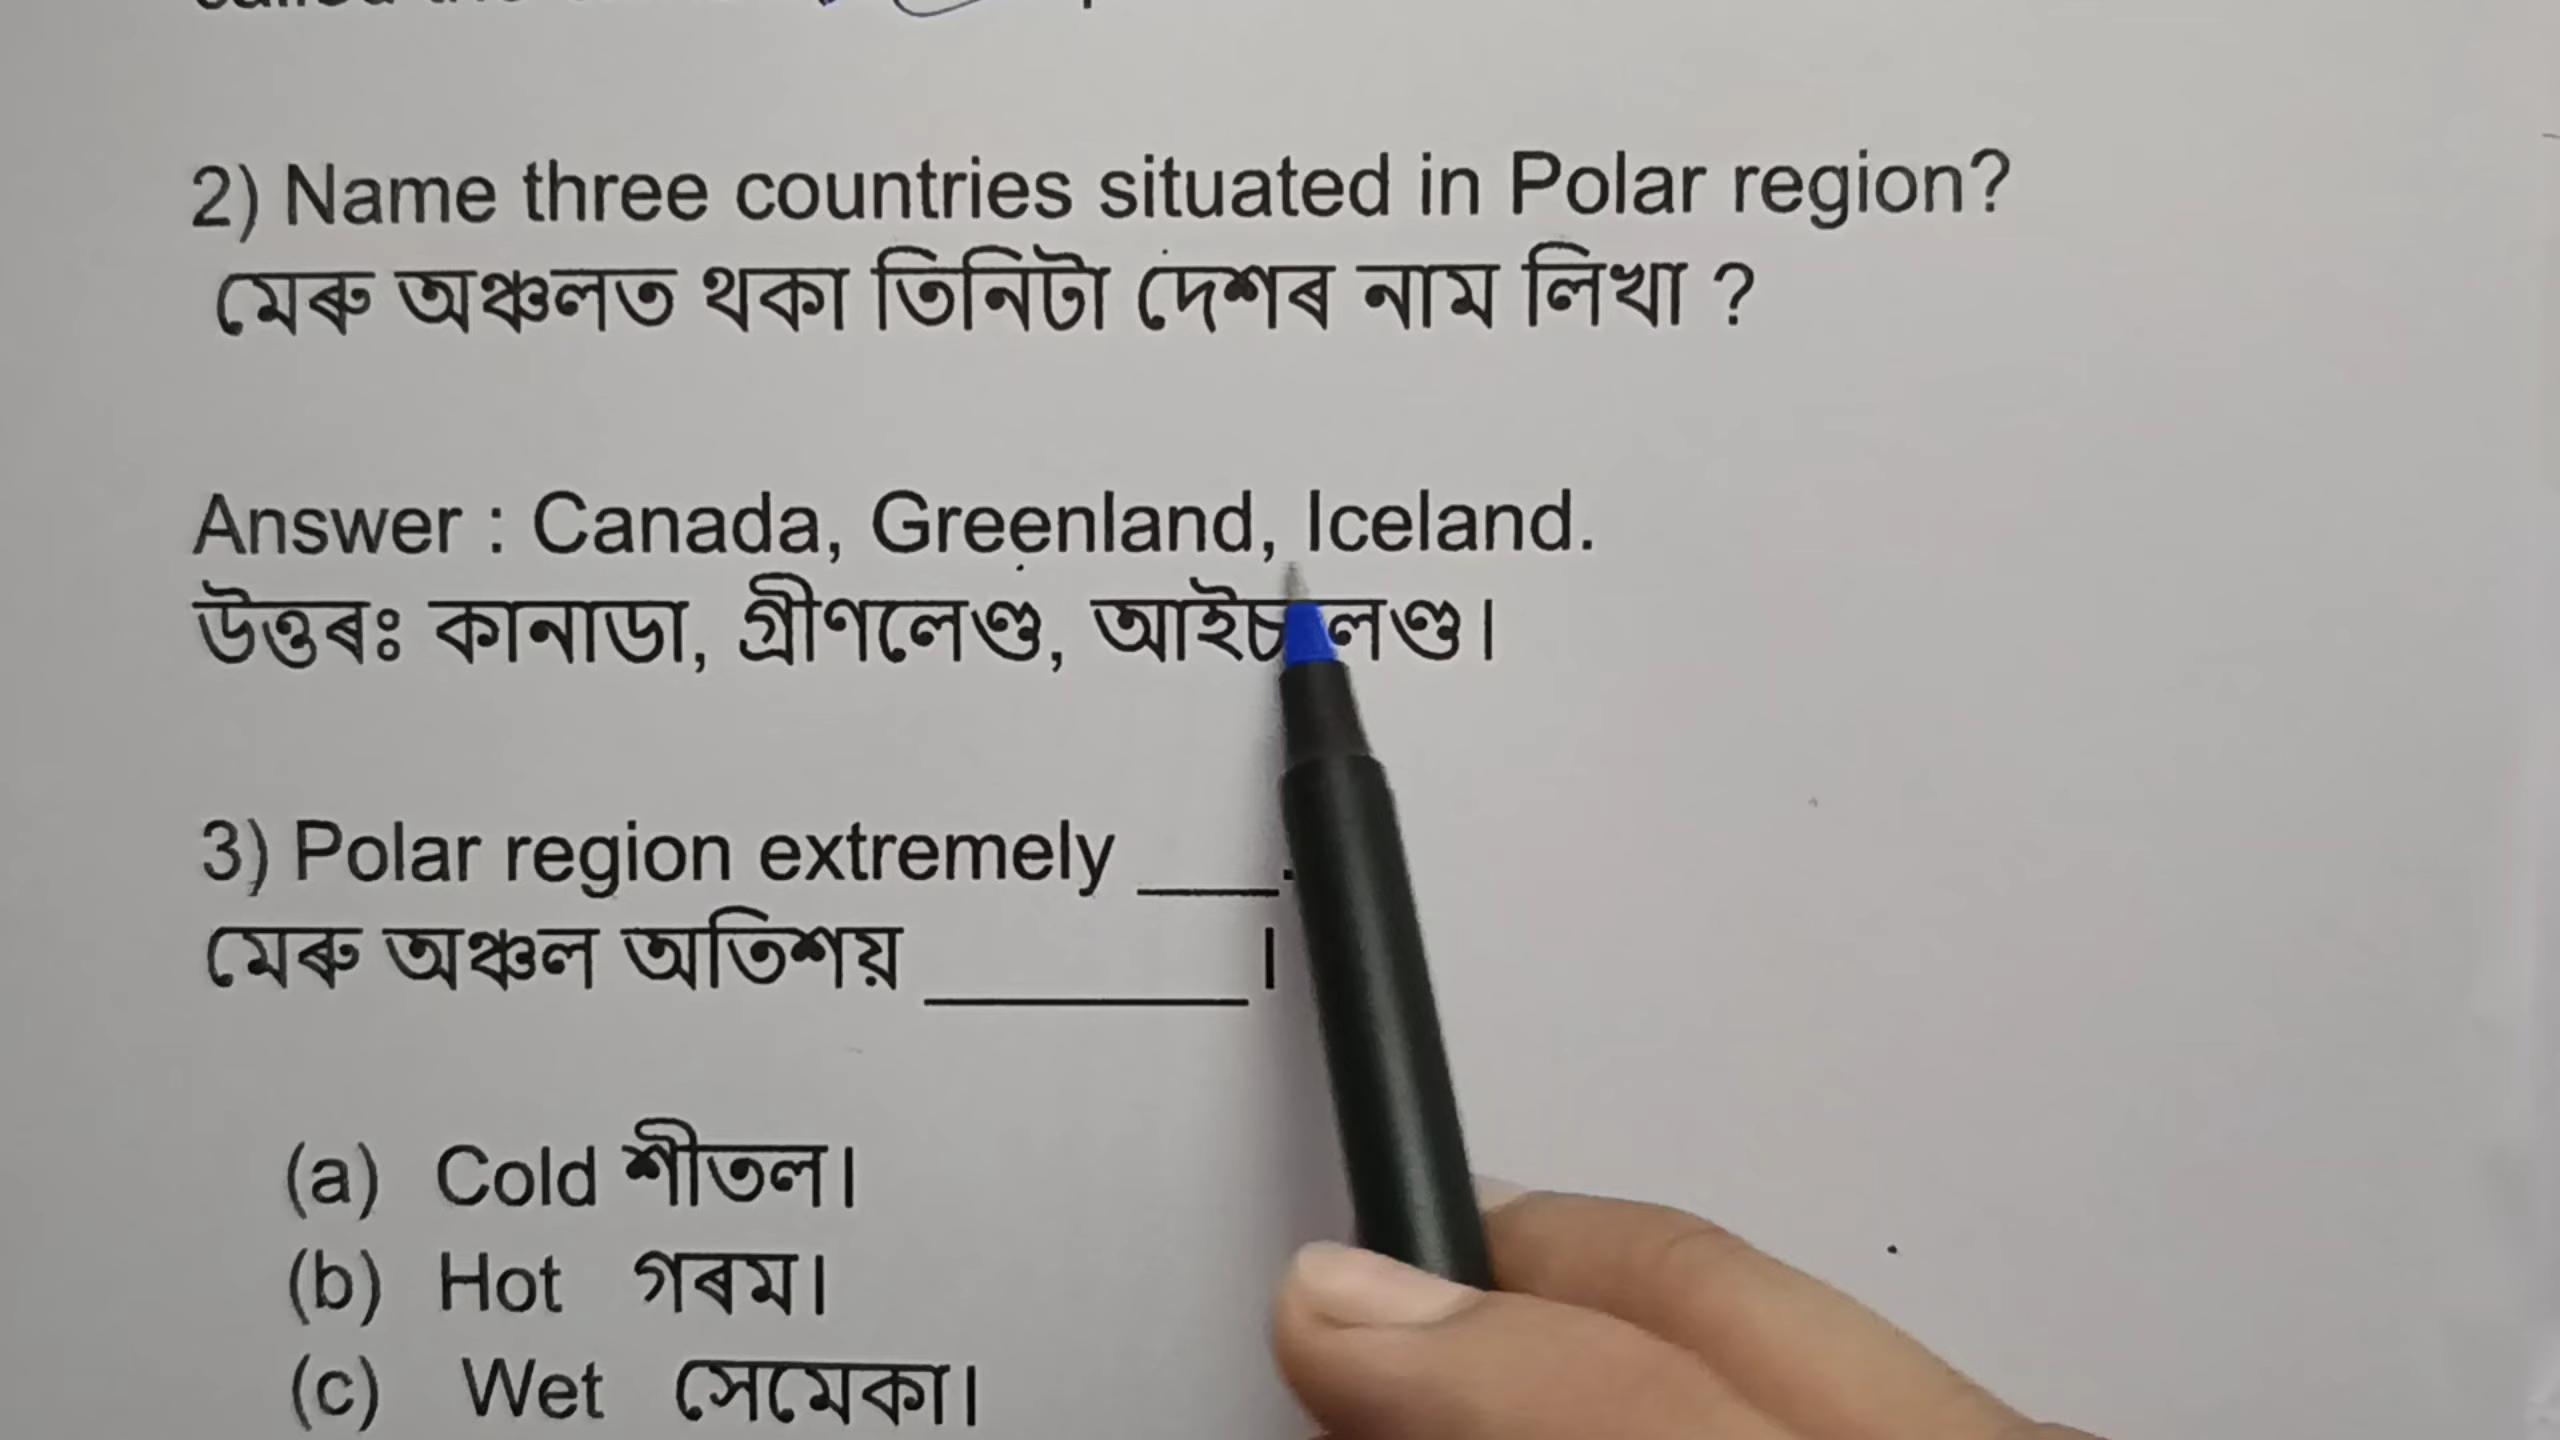 2) Name three countries situated in Polar region?
মেৰু অঞ্চলত থকা তিনিটা দেশৰ নাম লিখা ?
Answer : Canada, Greenland, Iceland.
উত্তৰঃ কানাডা, গ্ৰীণলেণ্ড,
3) Polar region extremely ____.
মেৰু অঞ্চল অতিশয় ________।
(a) Cold শীতল।
(b) Hot গৰম।
(c) Wet সেমেকা।